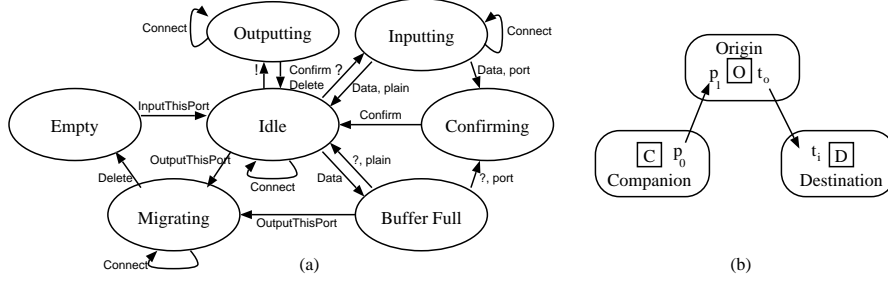 Connect
Outputting
Inputting
Connect
!
Confirm
Delete
?
Data, plain
Data, port
InputThisPort
Empty
Idle
Confirm
Confirming
OutputThisPort
Delete
Connect
Data
?, plain
?, port
Migrating
OutputThisPort
Buffer Full
Connect
(a)
Origin
p1 O to
C p0
ti D
Companion
Destination
(b)